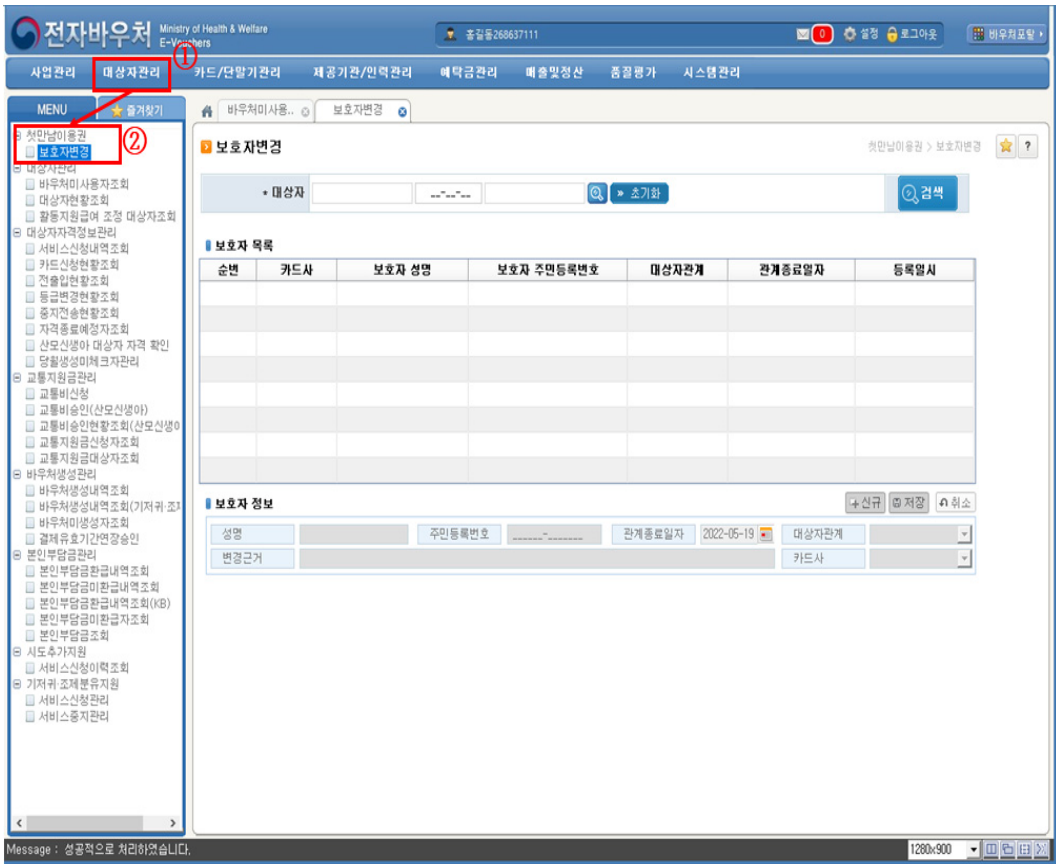 전자바우처 Ministry of Health & Welfare E-Vouchers
홍길동268637111 0 설정 로그아웃 바우처포탈
①
사업관리 대상자관리 카드/단말기관리 제공기관/인력관리 예탁금관리 매출및정산 품질평가 시스템관리
MENU 즐겨찾기 바우처미사용.. 보호자변경
②
첫만남이용권
보호자변경
대상자관리
바우처미사용자조회
대상자현황조회
활동지원급여 조정 대상자조회
대상자자격정보관리
서비스신청내역조회
카드신청현황조회
전출입현황조회
등급변경현황조회
중지전송현황조회
자격종료예정자조회
산모신생아 대상자 자격 확인
당월생성미체크자관리
교통지원금관리
교통비신청
교통비승인(산모신생아)
교통비승인현황조회(산모신생아
교통지원금신청자조회
교통지원금대상자조회
바우처생성관리
바우처생성내역조회
바우처생성내역조회(기저귀·조제
바우처미생성자조회
결제유효기간연장승인
본인부담금관리
본인부담금환급내역조회
본인부담금미환급내역조회
본인부담금환급내역조회(KB)
본인부담금미환급자조회
본인부담금조회
시도추가지원
서비스신청이력조회
기저귀·조제분유지원
서비스신청관리
서비스중지관리
보호자변경 첫만남이용권 > 보호자변경 ?
* 대상자 __-__-__ » 초기화 검색
보호자 목록
순번 카드사 보호자 성명 보호자 주민등록번호 대상자관계 관계종료일자 등록일시
보호자 정보 신규 저장 취소
성명 주민등록번호 ______-_______ 관계종료일자 2022-05-19 대상자관계
변경근거 카드사
Message : 성공적으로 처리하였습니다. 1280x900